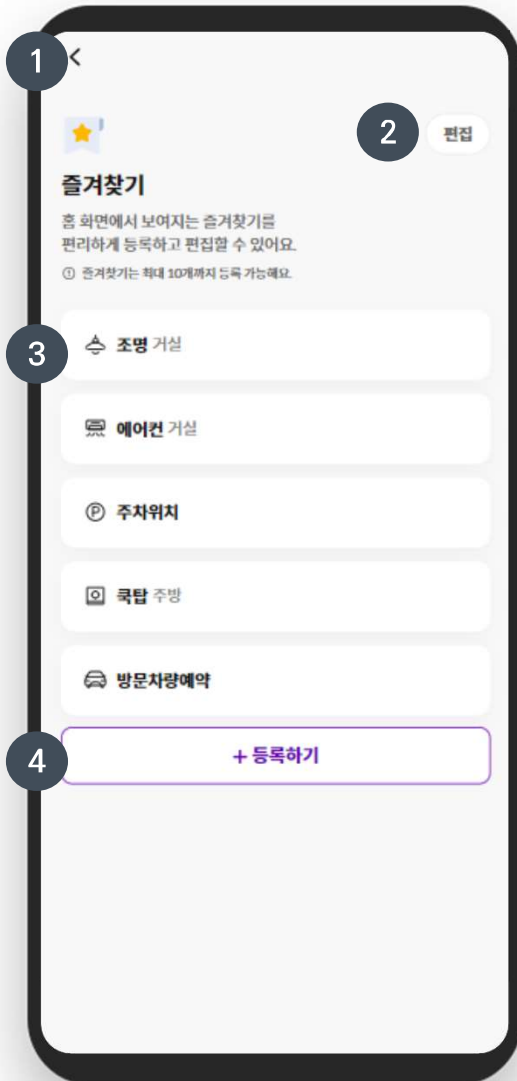 1
2
편집
즐겨찾기
홈 화면에서 보여지는 즐겨찾기를
편리하게 등록하고 편집할 수 있어요.
즐겨찾기는 최대 10개까지 등록 가능해요.
3
조명 거실
에어컨 거실
P 주차위치
쿡탑 주방
방문차량예약
4
+ 등록하기